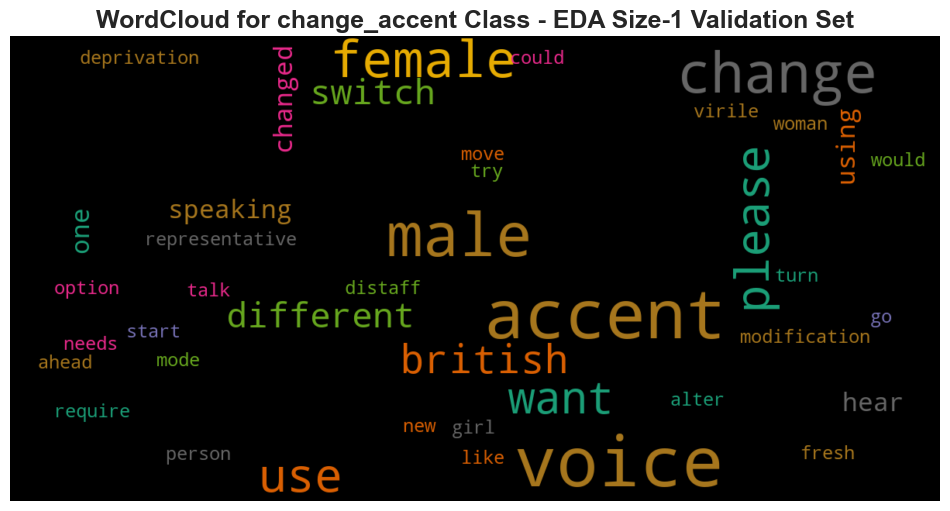 WordCloud for change_accent Class - EDA Size-1 Validation Set
deprivation
changed
female
could
switch
change
virile
woman
using
would
move
try
please
one
speaking
representative
male
turn
option
talk
distaff
different
accent
go
start
needs
modification
ahead
mode
british
want
alter
hear
require
new
girl
person
like
voice
fresh
use